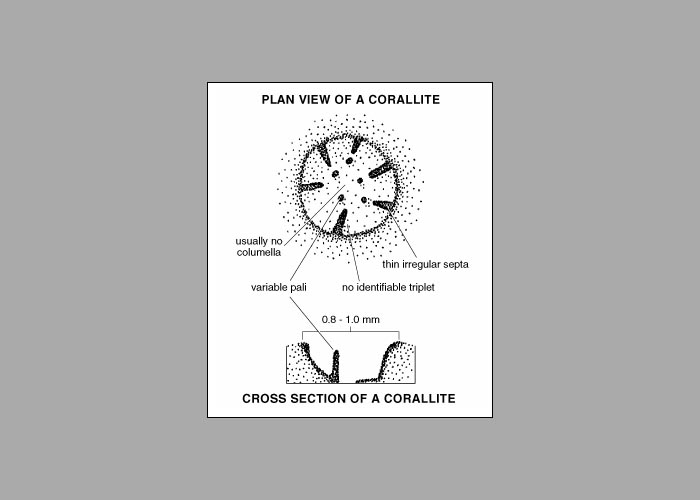 PLAN VIEW OF A CORALLITE
usually no
columella
thin irregular septa
variable pali
no identifiable triplet
0.8 - 1.0 mm
CROSS SECTION OF A CORALLITE